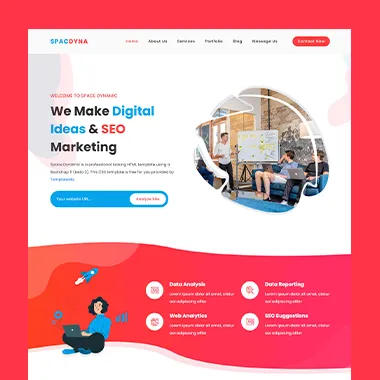 SPACDYNA
Home About Us Services Portfolio Blog Message Us Contact Now
WELCOME TO SPACE DYNAMIC
We Make Digital
Ideas & SEO
Marketing
Space Dynamic is a professional looking HTML template using a
Bootstrap 5 (beta 2). This CSS template is free for you provided by
TemplateMo.
Your website URL... Analyze Site
Data Analysis
Lorem ipsum dolor sit amet, ctetur
aoi adipiscing eliter
Data Reporting
Lorem ipsum dolor sit amet, ctetur
aoi adipiscing eliter
Web Analytics
Lorem ipsum dolor sit amet, ctetur
aoi adipiscing eliter
SEO Suggestions
Lorem ipsum dolor sit amet, ctetur
aoi adipiscing eliter